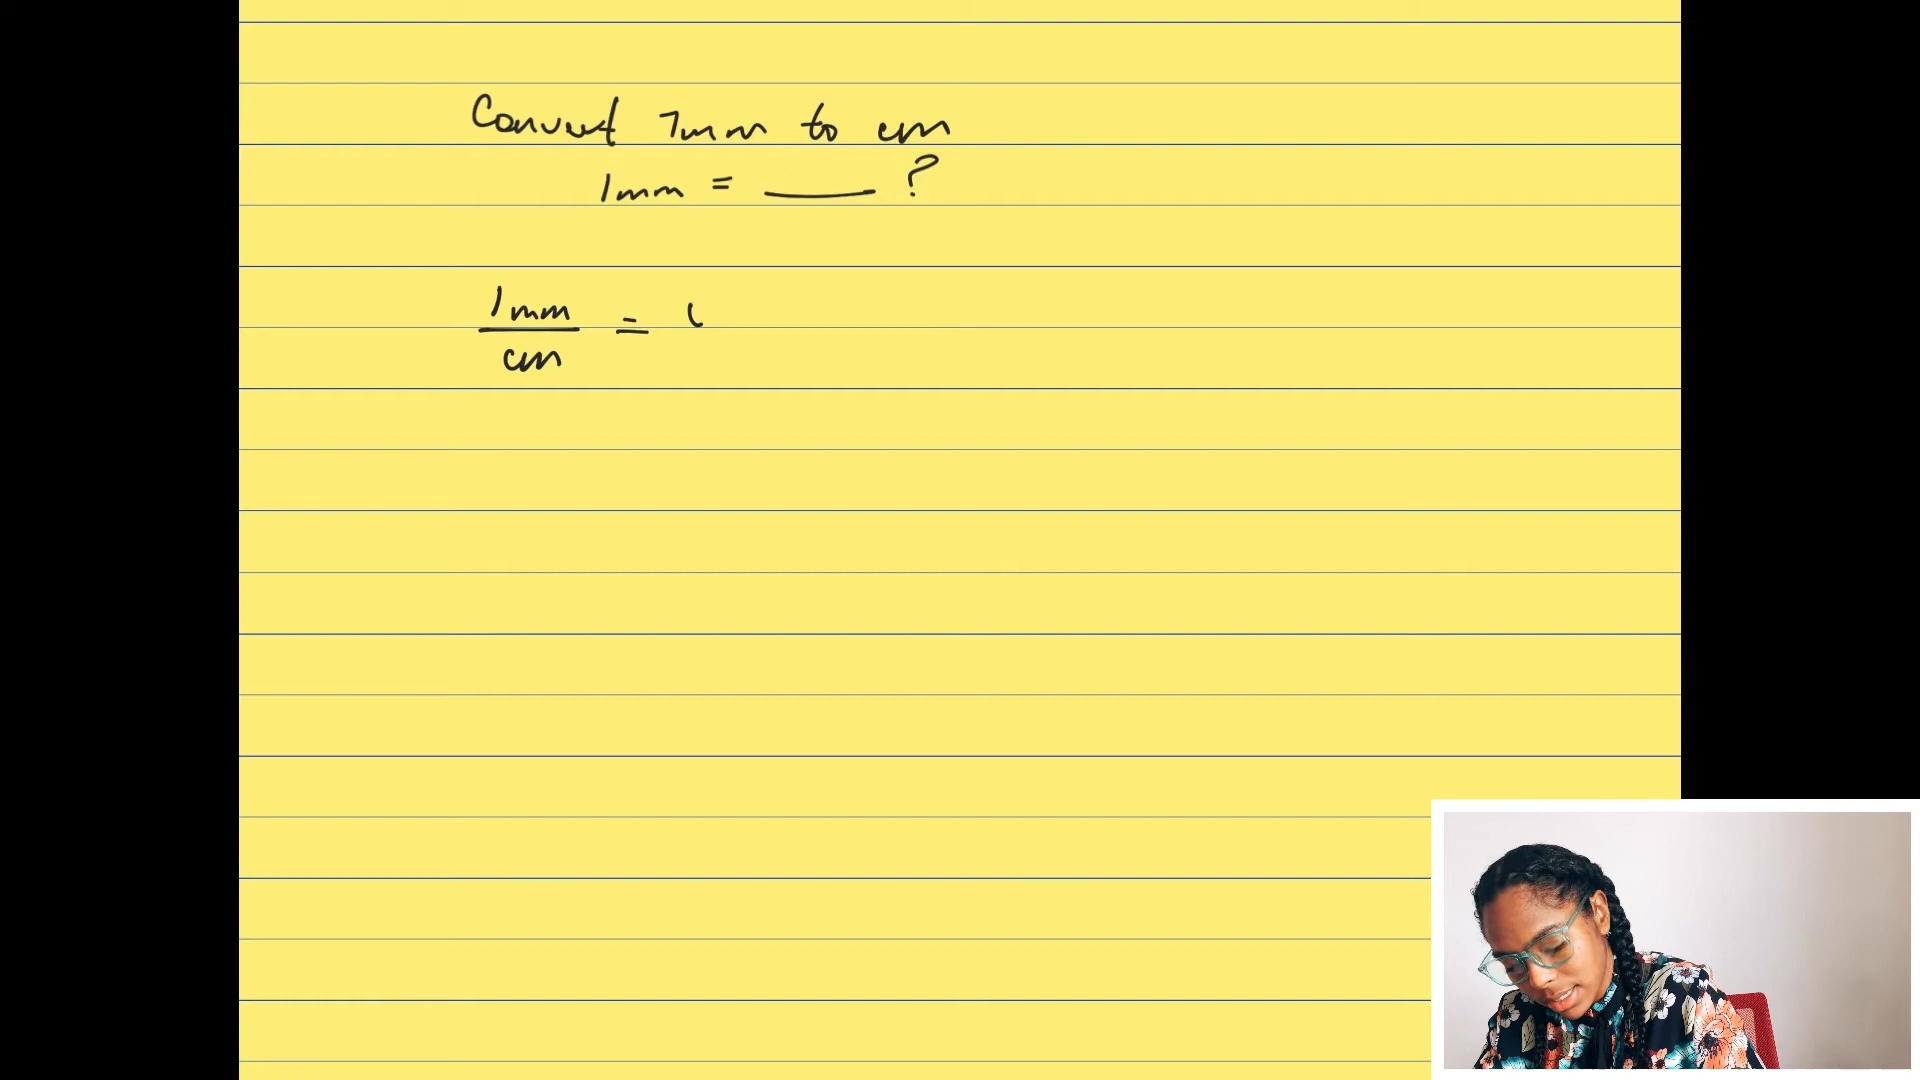 Convert 7mm to cm
1mm = ____ ?
1mm
cm
=